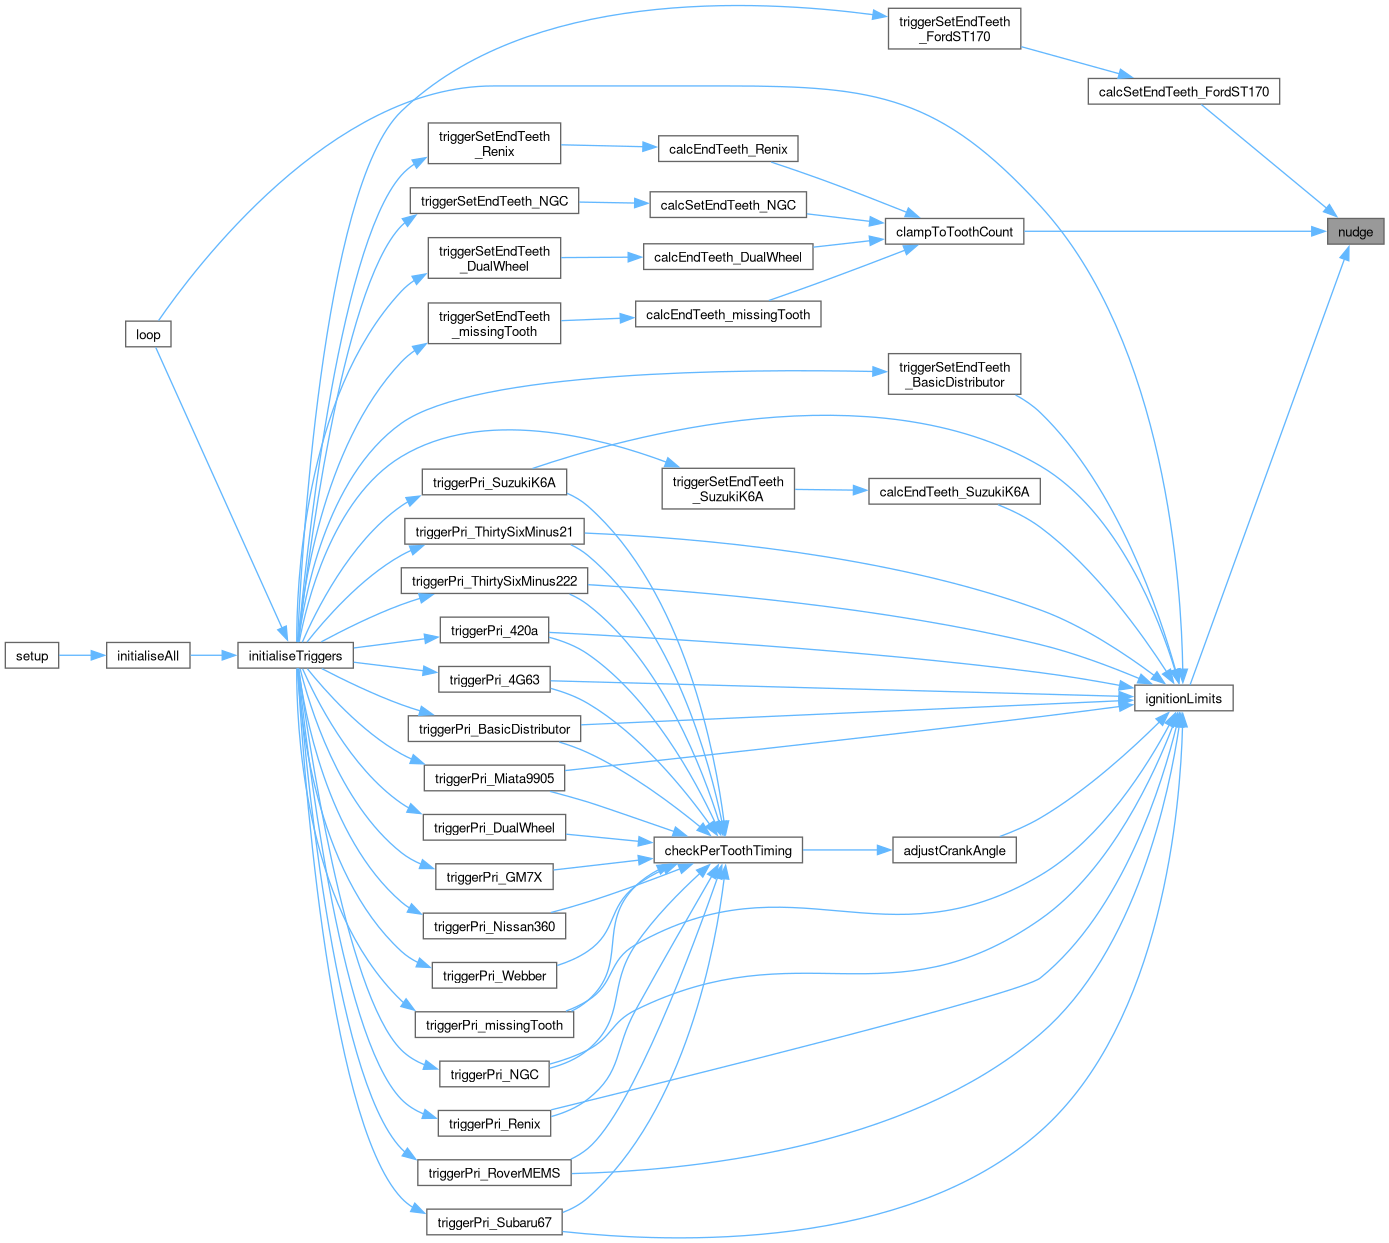 triggerSetEndTeeth
_FordST170
calcSetEndTeeth_FordST170
triggerSetEndTeeth
_Renix
calcEndTeeth_Renix
triggerSetEndTeeth_NGC
calcSetEndTeeth_NGC
clampToToothCount
nudge
triggerSetEndTeeth
_DualWheel
calcEndTeeth_DualWheel
triggerSetEndTeeth
_missingTooth
calcEndTeeth_missingTooth
loop
triggerSetEndTeeth
_BasicDistributor
triggerPri_SuzukiK6A
triggerSetEndTeeth
_SuzukiK6A
calcEndTeeth_SuzukiK6A
triggerPri_ThirtySixMinus21
triggerPri_ThirtySixMinus222
triggerPri_420a
setup
initialiseAll
initialiseTriggers
triggerPri_4G63
ignitionLimits
triggerPri_BasicDistributor
triggerPri_Miata9905
triggerPri_DualWheel
checkPerToothTiming
adjustCrankAngle
triggerPri_GM7X
triggerPri_Nissan360
triggerPri_Webber
triggerPri_missingTooth
triggerPri_NGC
triggerPri_Renix
triggerPri_RoverMEMS
triggerPri_Subaru67